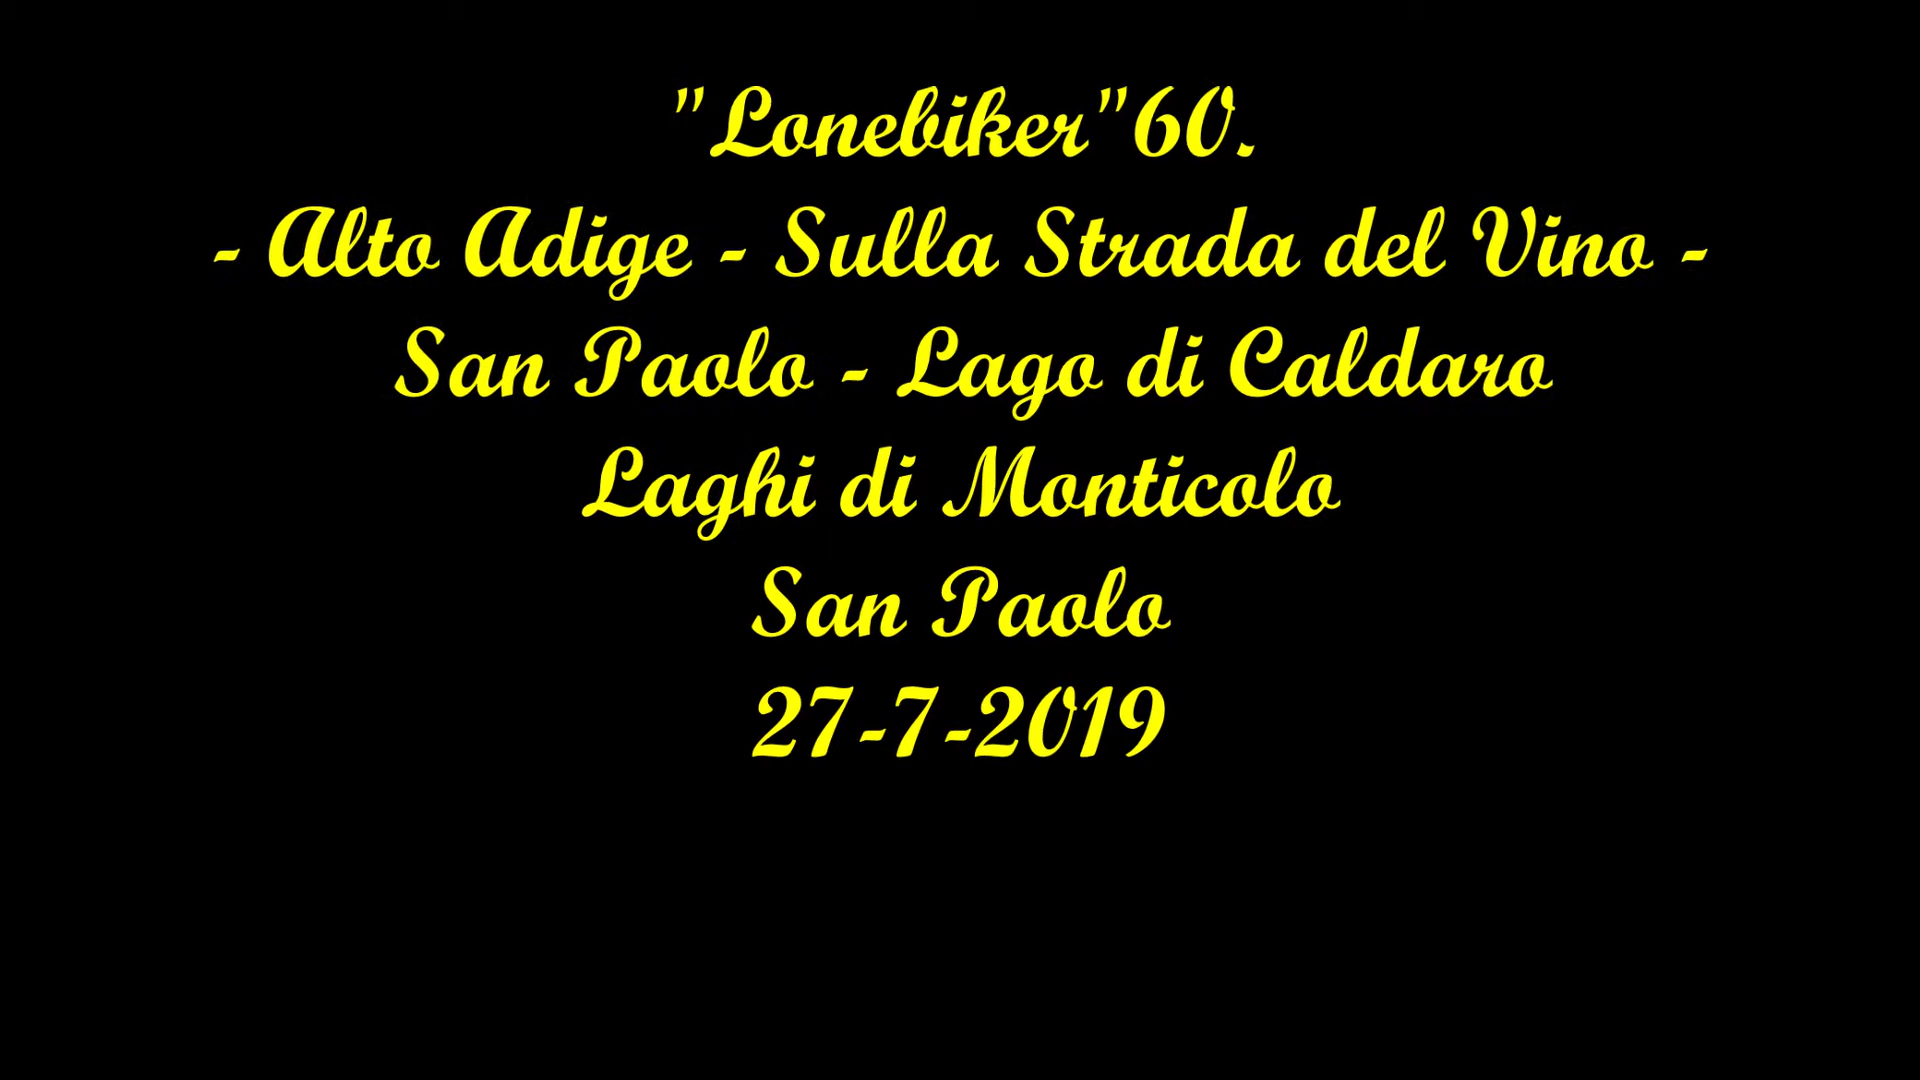 "Lonebiker"60.
- Alto Adige - Sulla Strada del Vino -
San Paolo - Lago di Caldaro
Laghi di Monticolo
San Paolo
27-7-2019